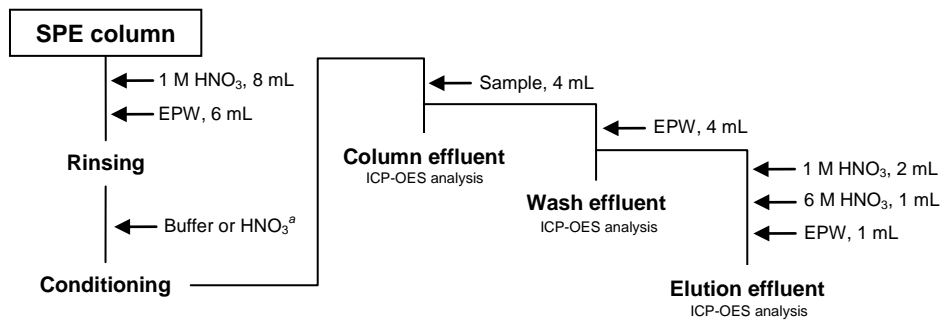 SPE column
1 M HNO₃, 8 mL
EPW, 6 mL
Rinsing
Buffer or HNO₃ᵃ
Conditioning
Sample, 4 mL
Column effluent
ICP-OES analysis
EPW, 4 mL
Wash effluent
ICP-OES analysis
1 M HNO₃, 2 mL
6 M HNO₃, 1 mL
EPW, 1 mL
Elution effluent
ICP-OES analysis